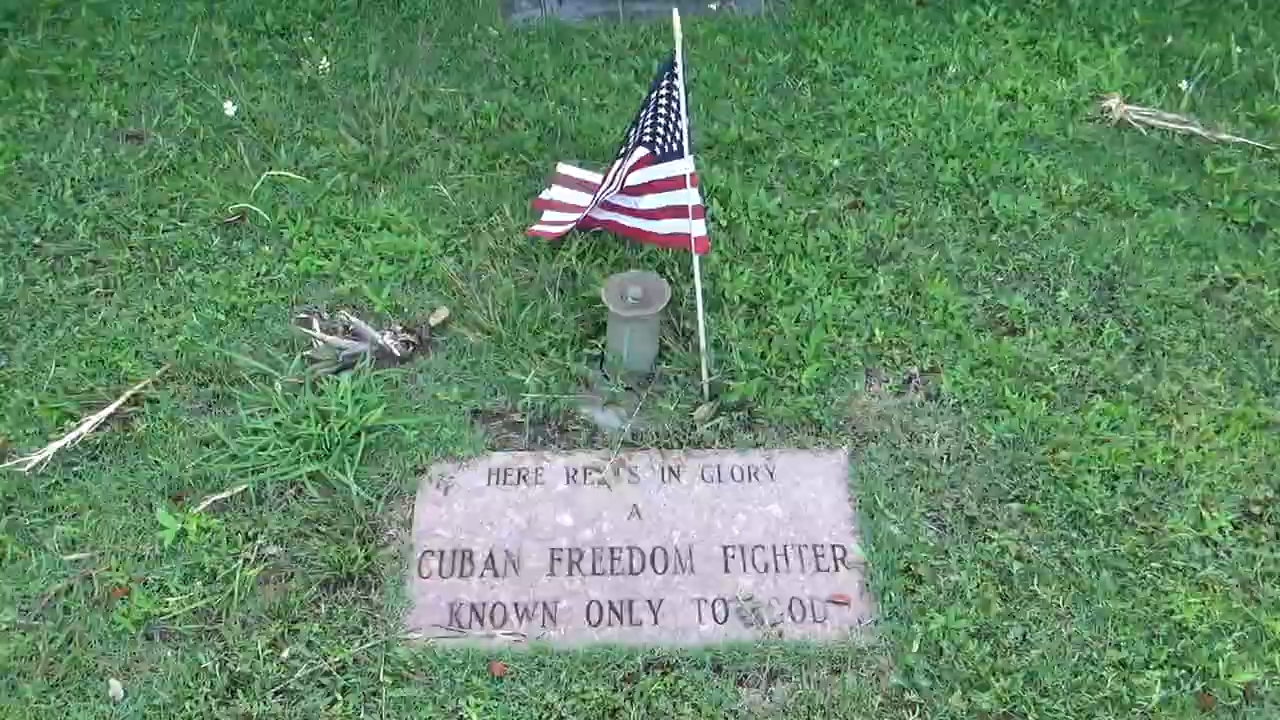 HERE RESTS IN GLORY
A
CUBAN FREEDOM FIGHTER
KNOWN ONLY TO GOD